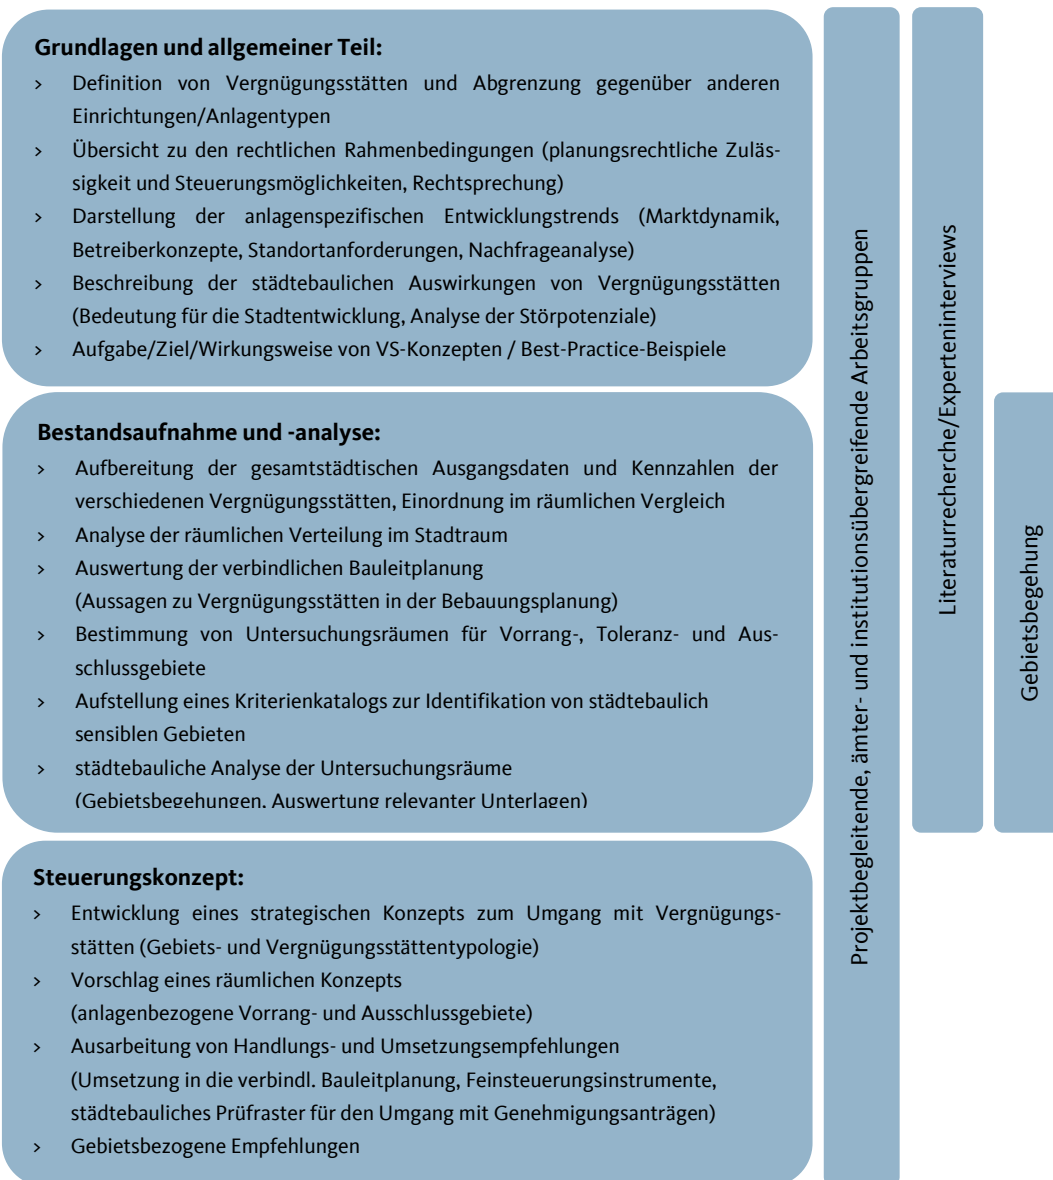 Grundlagen und allgemeiner Teil:
› Definition von Vergnügungsstätten und Abgrenzung gegenüber anderen
Einrichtungen/Anlagentypen
› Übersicht zu den rechtlichen Rahmenbedingungen (planungsrechtliche Zuläs-
sigkeit und Steuerungsmöglichkeiten, Rechtsprechung)
› Darstellung der anlagenspezifischen Entwicklungstrends (Marktdynamik,
Betreiberkonzepte, Standortanforderungen, Nachfrageanalyse)
› Beschreibung der städtebaulichen Auswirkungen von Vergnügungsstätten
(Bedeutung für die Stadtentwicklung, Analyse der Störpotenziale)
› Aufgabe/Ziel/Wirkungsweise von VS-Konzepten / Best-Practice-Beispiele
Bestandsaufnahme und -analyse:
› Aufbereitung der gesamtstädtischen Ausgangsdaten und Kennzahlen der
verschiedenen Vergnügungsstätten, Einordnung im räumlichen Vergleich
› Analyse der räumlichen Verteilung im Stadtraum
› Auswertung der verbindlichen Bauleitplanung
(Aussagen zu Vergnügungsstätten in der Bebauungsplanung)
› Bestimmung von Untersuchungsräumen für Vorrang-, Toleranz- und Aus-
schlussgebiete
› Aufstellung eines Kriterienkatalogs zur Identifikation von städtebaulich
sensiblen Gebieten
› städtebauliche Analyse der Untersuchungsräume
(Gebietsbegehungen, Auswertung relevanter Unterlagen)
Steuerungskonzept:
› Entwicklung eines strategischen Konzepts zum Umgang mit Vergnügungs-
stätten (Gebiets- und Vergnügungsstättentypologie)
› Vorschlag eines räumlichen Konzepts
(anlagenbezogene Vorrang- und Ausschlussgebiete)
› Ausarbeitung von Handlungs- und Umsetzungsempfehlungen
(Umsetzung in die verbindl. Bauleitplanung, Feinsteuerungsinstrumente,
städtebauliches Prüfraster für den Umgang mit Genehmigungsanträgen)
› Gebietsbezogene Empfehlungen
Projektbegleitende, ämter- und institutionsübergreifende Arbeitsgruppen
Literaturrecherche/Experteninterviews
Gebietsbegehung